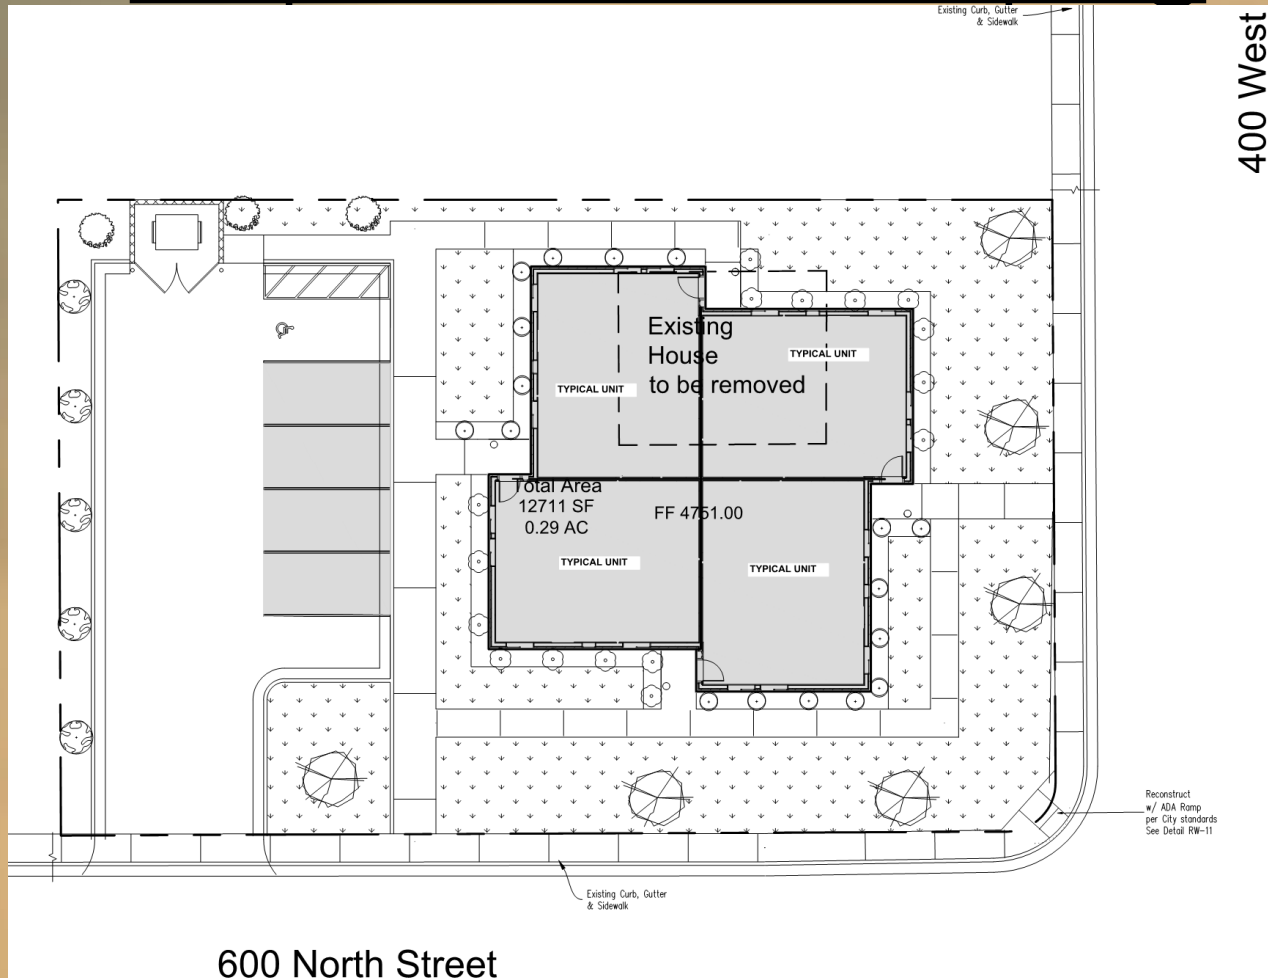 Existing Curb, Gutter
& Sidewalk
400 West
Existing
House
to be removed
TYPICAL UNIT
TYPICAL UNIT
Total Area
12711 SF
0.29 AC
FF 4751.00
TYPICAL UNIT
TYPICAL UNIT
Reconstruct
w/ ADA Ramp
per City standards
See Detail RW-11
Existing Curb, Gutter
& Sidewalk
600 North Street